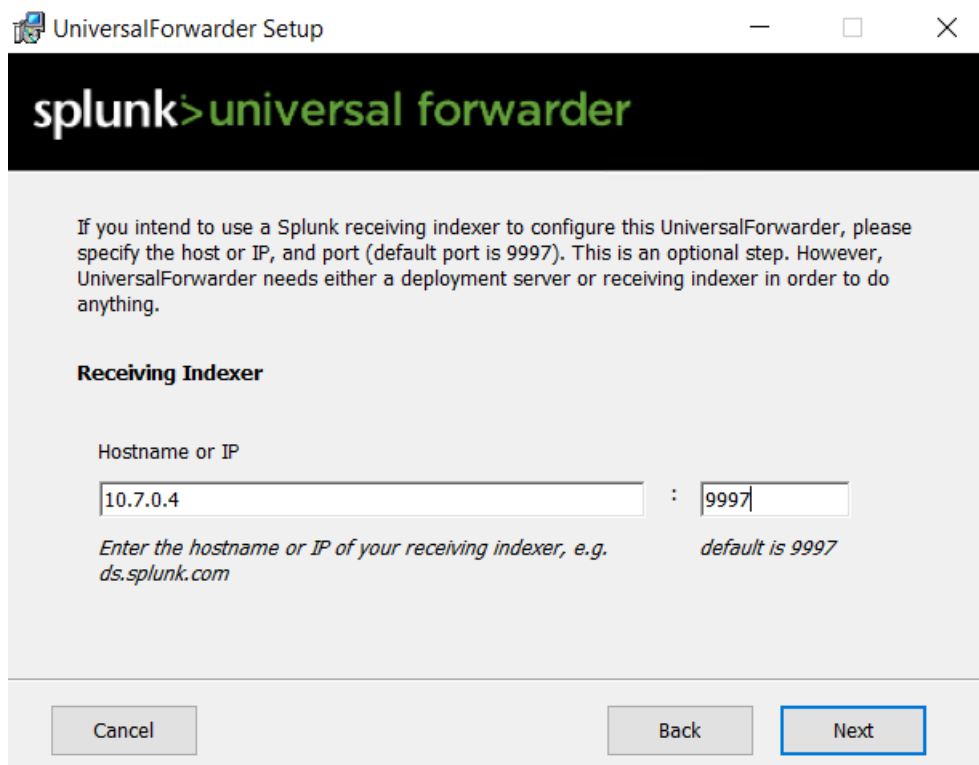 UniversalForwarder Setup
splunk>universal forwarder
If you intend to use a Splunk receiving indexer to configure this UniversalForwarder, please
specify the host or IP, and port (default port is 9997). This is an optional step. However,
UniversalForwarder needs either a deployment server or receiving indexer in order to do
anything.
Receiving Indexer
Hostname or IP
10.7.0.4 : 9997
Enter the hostname or IP of your receiving indexer, e.g. default is 9997
ds.splunk.com
Cancel Back Next